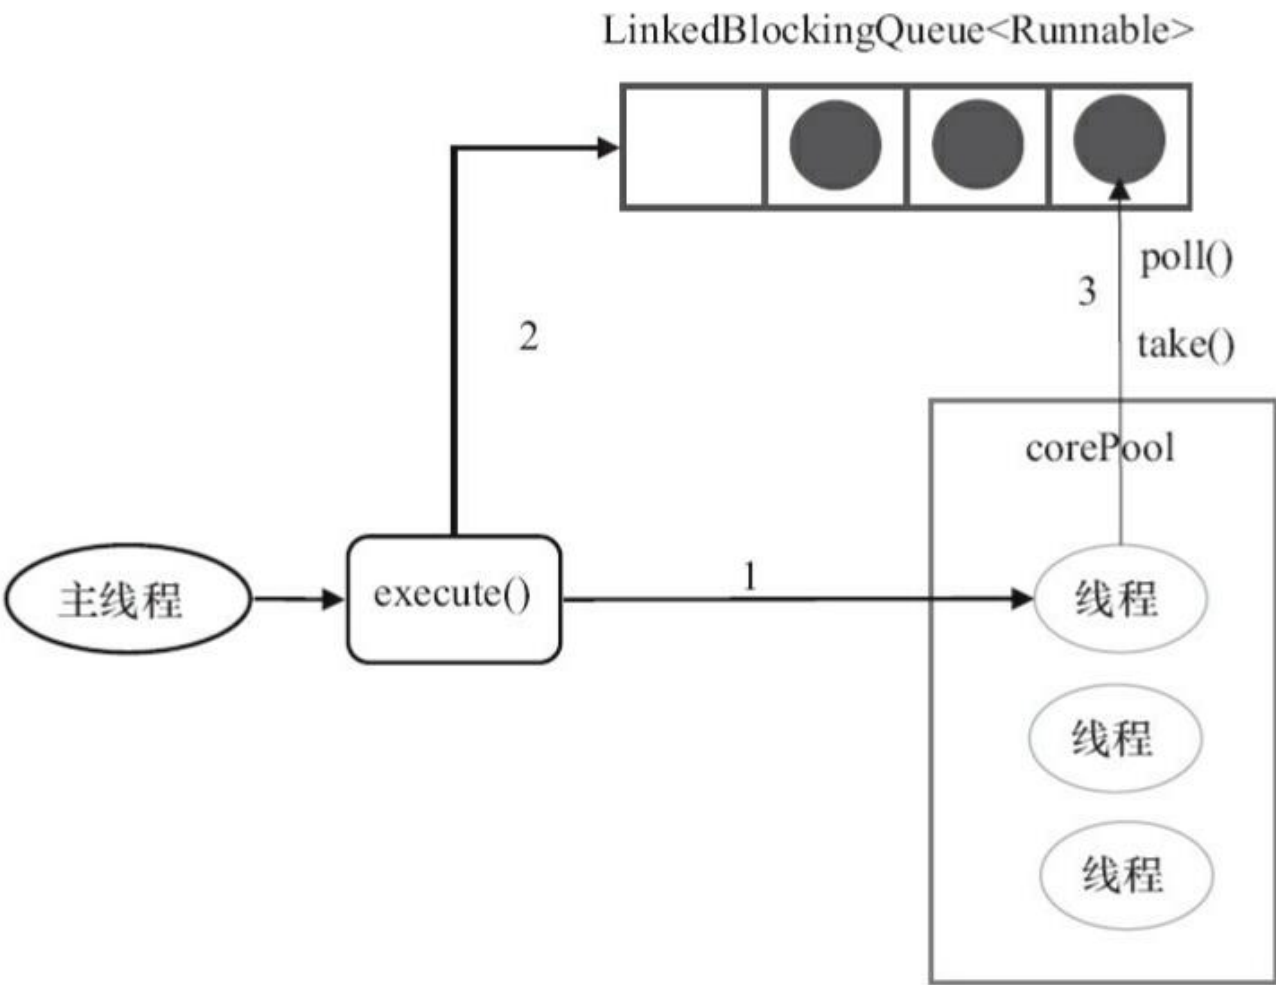 LinkedBlockingQueue<Runnable>
poll()
3
take()
2
corePool
主线程
execute()
1
线程
线程
线程